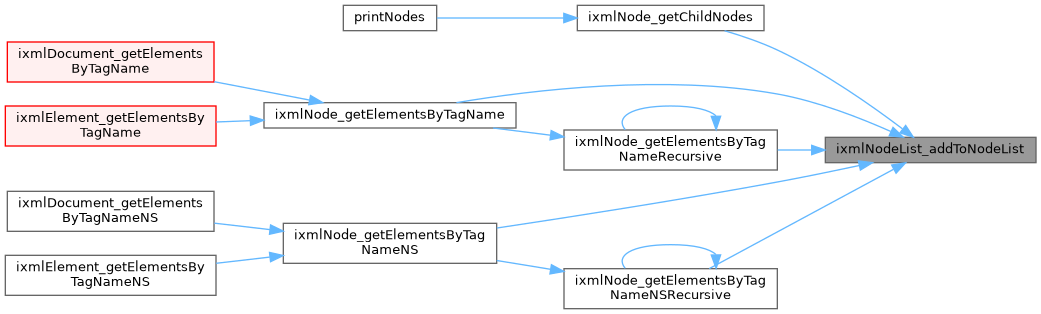 printNodes
ixmlNode_getChildNodes
ixmlDocument_getElements
ByTagName
ixmlElement_getElementsBy
TagName
ixmlNode_getElementsByTagName
ixmlNode_getElementsByTag
NameRecursive
ixmlNodeList_addToNodeList
ixmlDocument_getElements
ByTagNameNS
ixmlElement_getElementsBy
TagNameNS
ixmlNode_getElementsByTag
NameNS
ixmlNode_getElementsByTag
NameNSRecursive